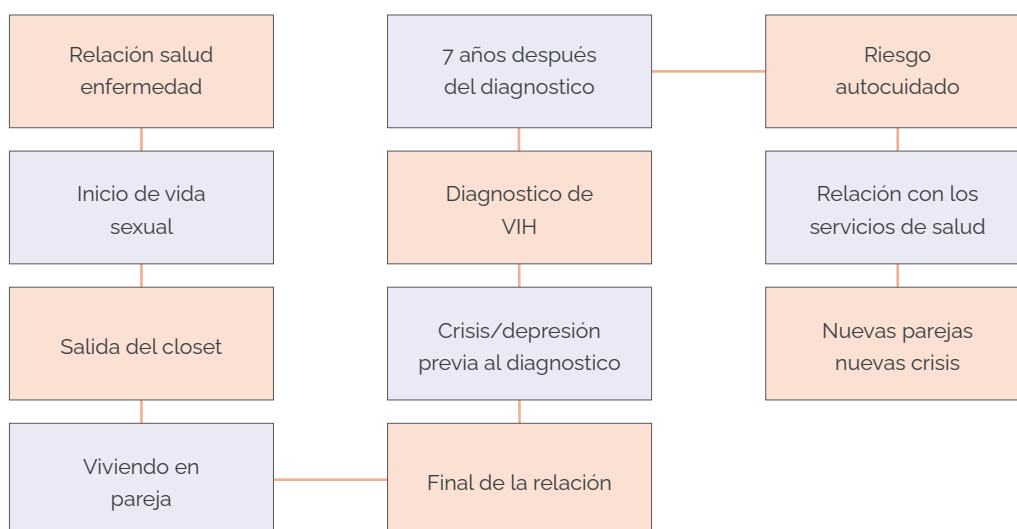 Relación salud
enfermedad
Inicio de vida
sexual
Salida del closet
Viviendo en
pareja
Final de la relación
Crisis/depresión
previa al diagnostico
Diagnostico de
VIH
7 años después
del diagnostico
Riesgo
autocuidado
Relación con los
servicios de salud
Nuevas parejas
nuevas crisis